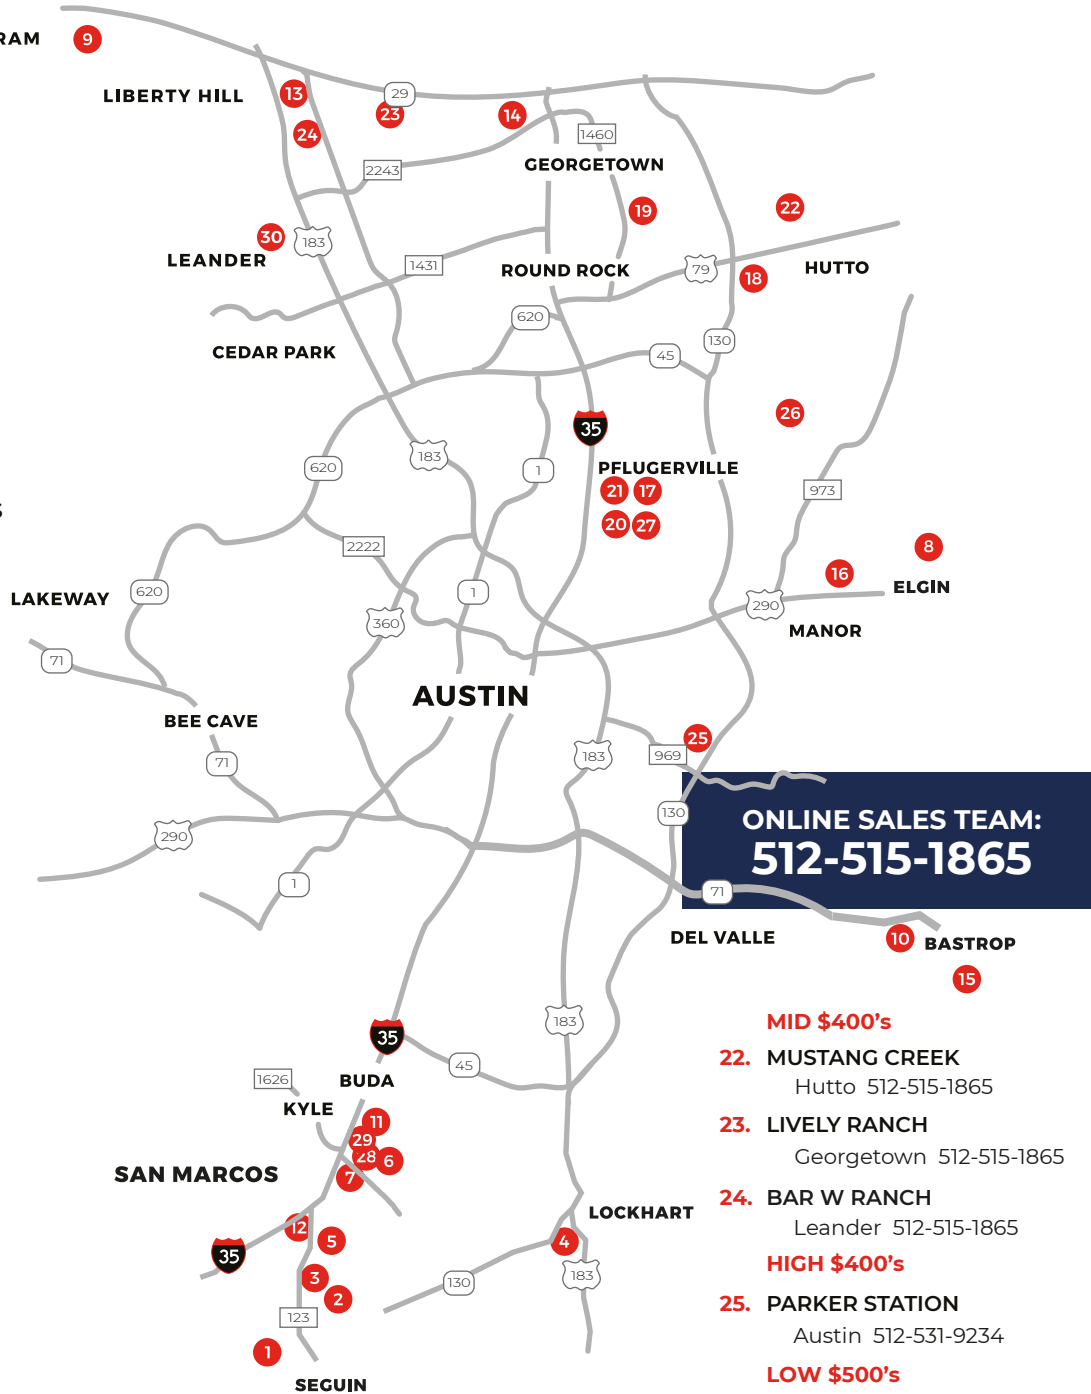 RAM
9
LIBERTY HILL
13
29
23
14
24
1460
GEORGETOWN
2243
19
22
30
183
LEANDER
1431
ROUND ROCK
79
HUTTO
18
620
CEDAR PARK
45
130
26
35
183
PFLUGERVILLE
620
1
21
17
973
S
20
27
2222
8
16
ELGIN
LAKEWAY
620
1
290
360
MANOR
71
AUSTIN
BEE CAVE
25
183
969
71
130
ONLINE SALES TEAM:
512-515-1865
290
1
71
DEL VALLE
10
BASTROP
15
183
35
MID $400's
22. MUSTANG CREEK
Hutto 512-515-1865
23. LIVELY RANCH
Georgetown 512-515-1865
24. BAR W RANCH
Leander 512-515-1865
HIGH $400's
25. PARKER STATION
Austin 512-531-9234
LOW $500's
45
1626
BUDA
KYLE
11
29
28
6
SAN MARCOS
7
LOCKHART
12
5
4
35
3
130
183
2
123
1
SEGUIN